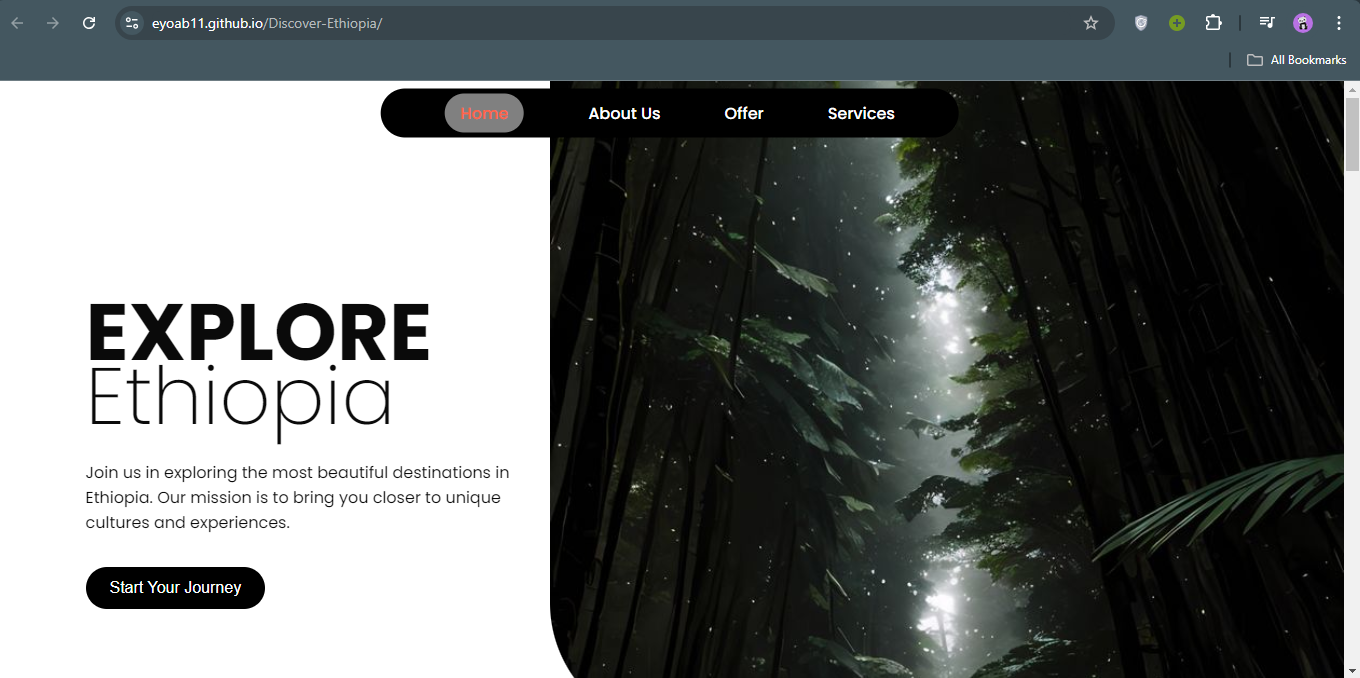 eyoab11.github.io/Discover-Ethiopia/
All Bookmarks
Home About Us Offer Services
EXPLORE
Ethiopia
Join us in exploring the most beautiful destinations in
Ethiopia. Our mission is to bring you closer to unique
cultures and experiences.
Start Your Journey